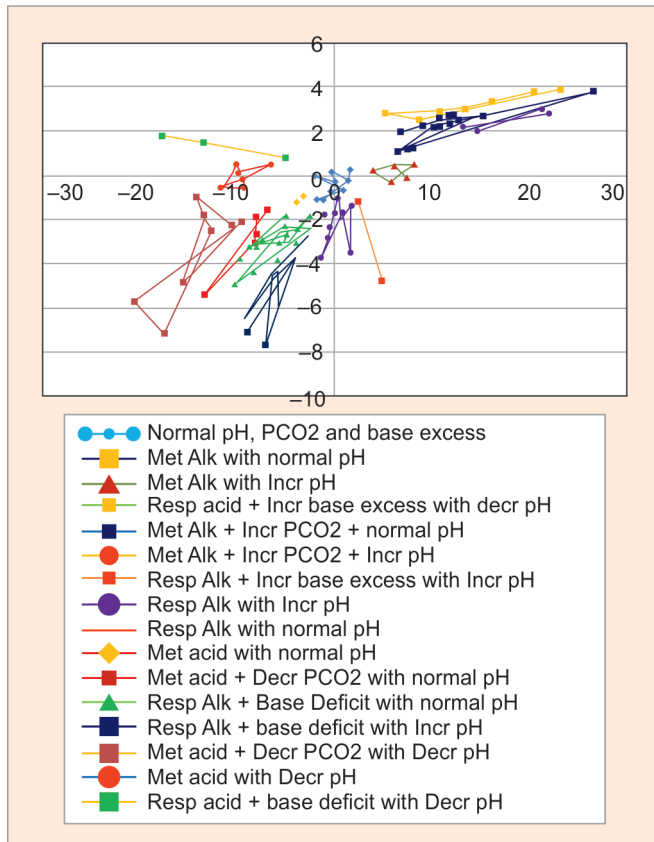 6
4
2
0
–30 –20 –10 10 20 30
–2
–4
–6
–8
–10
Normal pH, PCO2 and base excess
Met Alk with normal pH
Met Alk with Incr pH
Resp acid + Incr base excess with decr pH
Met Alk + Incr PCO2 + normal pH
Met Alk + Incr PCO2 + Incr pH
Resp Alk + Incr base excess with Incr pH
Resp Alk with Incr pH
Resp Alk with normal pH
Met acid with normal pH
Met acid + Decr PCO2 with normal pH
Resp Alk + Base Deficit with normal pH
Resp Alk + base deficit with Incr pH
Met acid + Decr PCO2 with Decr pH
Met acid with Decr pH
Resp acid + base deficit with Decr pH